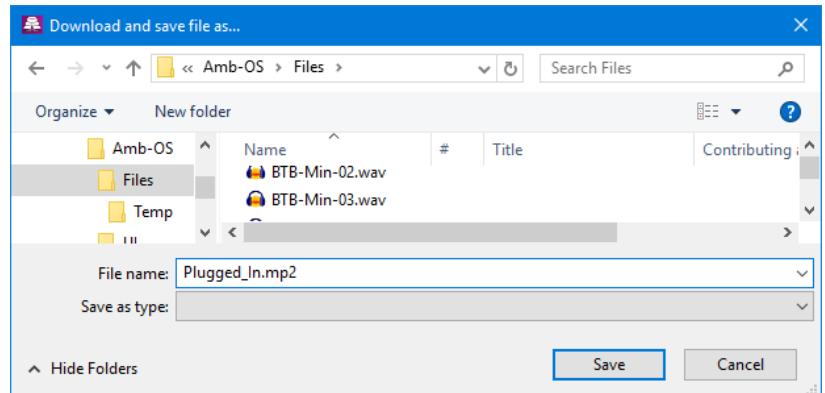 Download and save file as...
« Amb-OS > Files >
Search Files
Organize
New folder
?
Amb-OS
Files
Temp
Name
#
Title
Contributing
BTB-Min-02.wav
BTB-Min-03.wav
File name: Plugged_In.mp2
Save as type:
Hide Folders
Save
Cancel